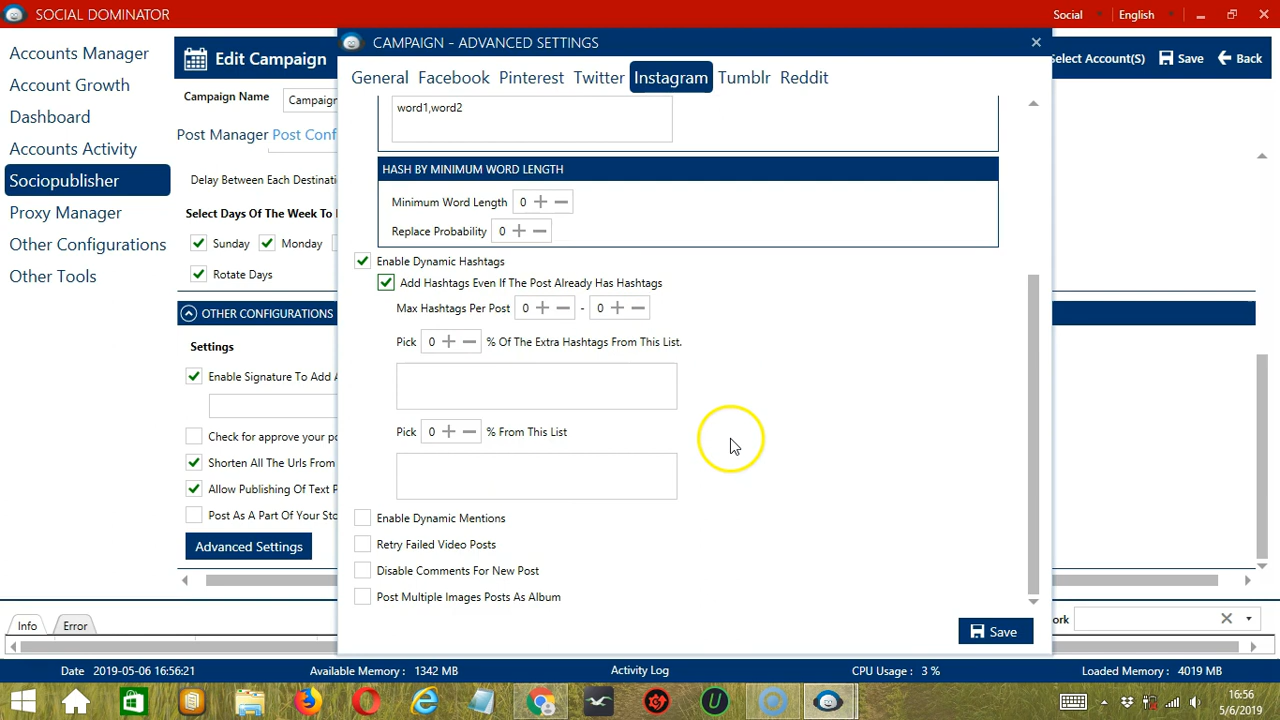 SOCIAL DOMINATOR
Social
English
Accounts Manager
Account Growth
Dashboard
Accounts Activity
Sociopublisher
Proxy Manager
Other Configurations
Other Tools
Edit Campaign
Select Account(S)
Save
Back
Campaign Name
Campaign
Post Manager
Post Conf
Delay Between Each Destinati
Select Days Of The Week To
Sunday
Monday
Rotate Days
OTHER CONFIGURATIONS
Settings
Enable Signature To Add
Check for approve your po
Shorten All The Urls From
Allow Publishing Of Text P
Post As A Part Of Your Sto
Advanced Settings
CAMPAIGN - ADVANCED SETTINGS
General Facebook Pinterest Twitter Instagram Tumblr Reddit
word1,word2
HASH BY MINIMUM WORD LENGTH
Minimum Word Length 0
Replace Probability 0
Enable Dynamic Hashtags
Add Hashtags Even If The Post Already Has Hashtags
Max Hashtags Per Post 0 - 0
Pick 0 % Of The Extra Hashtags From This List.
Pick 0 % From This List
Enable Dynamic Mentions
Retry Failed Video Posts
Disable Comments For New Post
Post Multiple Images Posts As Album
Save
Info
Error
ork
Date 2019-05-06 16:56:21
Available Memory : 1342 MB
Activity Log
CPU Usage : 3 %
Loaded Memory : 4019 MB
16:56
5/6/2019